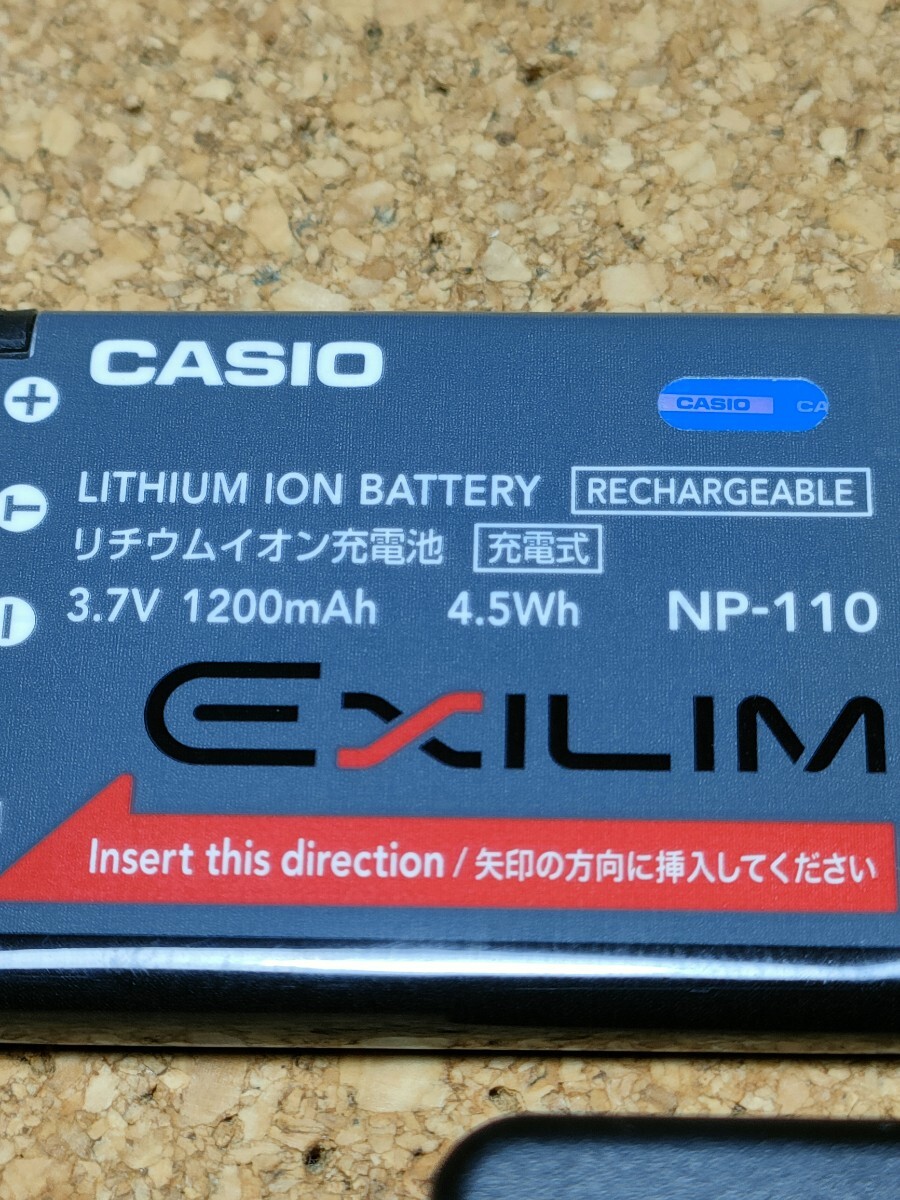 CASIO
CASIO CA
LITHIUM ION BATTERY RECHARGEABLE
リチウムイオン充電池 充電式
3.7V 1200mAh 4.5Wh NP-110
EXILIM
Insert this direction / 矢印の方向に挿入してください